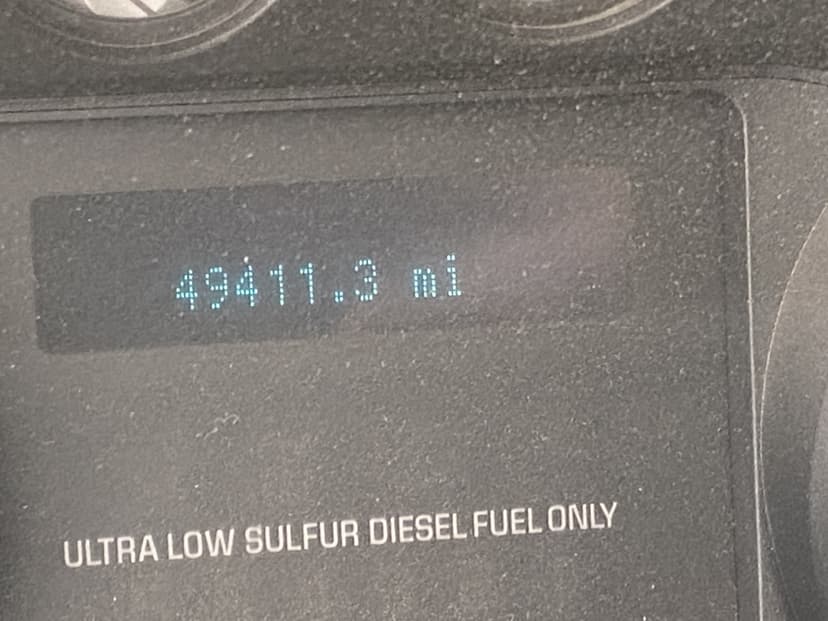 49411.3 mi
ULTRA LOW SULFUR DIESEL FUEL ONLY